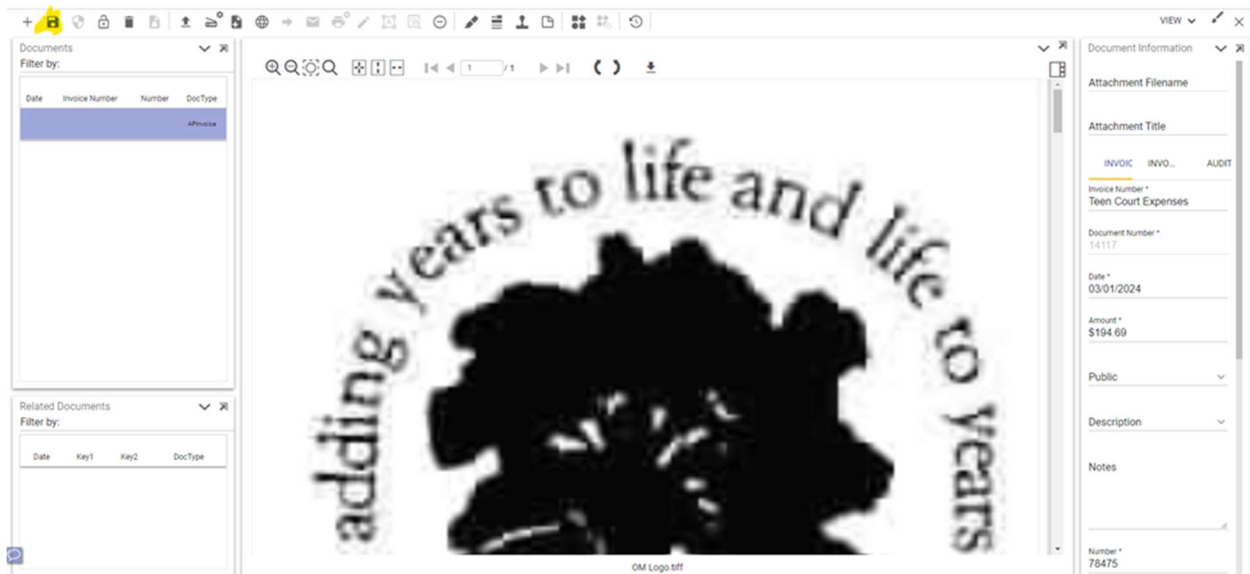 VIEW
Documents
Filter by:
Date Invoice Number Number DocType
APInvoice
Related Documents
Filter by:
Date Key1 Key2 DocType
1 / 1
adding years to life and life to years
OM Logo.tiff
Document Information
Attachment Filename
Attachment Title
INVOIC INVO... AUDIT
Invoice Number *
Teen Court Expenses
Document Number *
14117
Date *
03/01/2024
Amount *
$194.69
Public
Description
Notes
Number *
78475